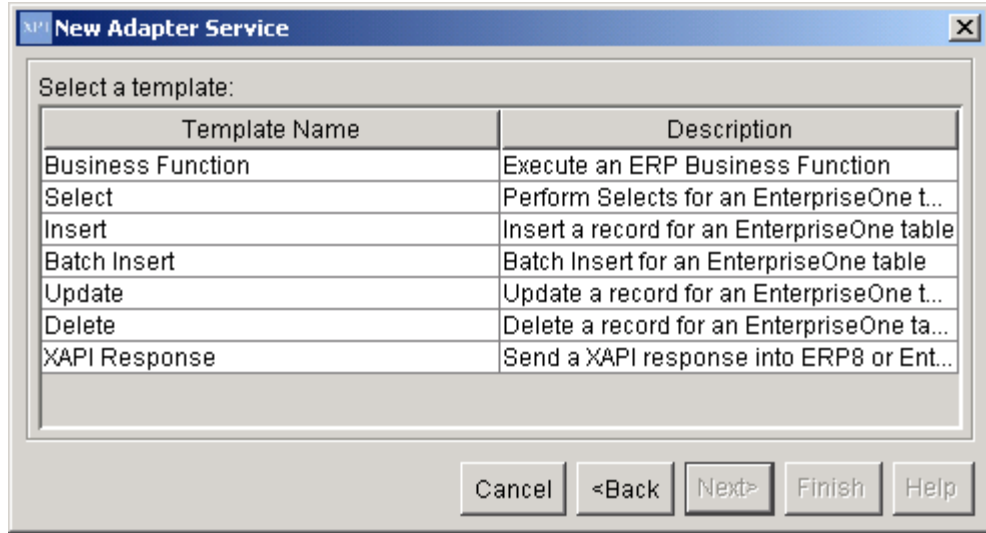 XPI New Adapter Service
Select a template:
Template Name Description
Business Function Execute an ERP Business Function
Select Perform Selects for an EnterpriseOne t...
Insert Insert a record for an EnterpriseOne table
Batch Insert Batch Insert for an EnterpriseOne table
Update Update a record for an EnterpriseOne t...
Delete Delete a record for an EnterpriseOne ta...
XAPI Response Send a XAPI response into ERP8 or Ent...
Cancel <Back Next> Finish Help